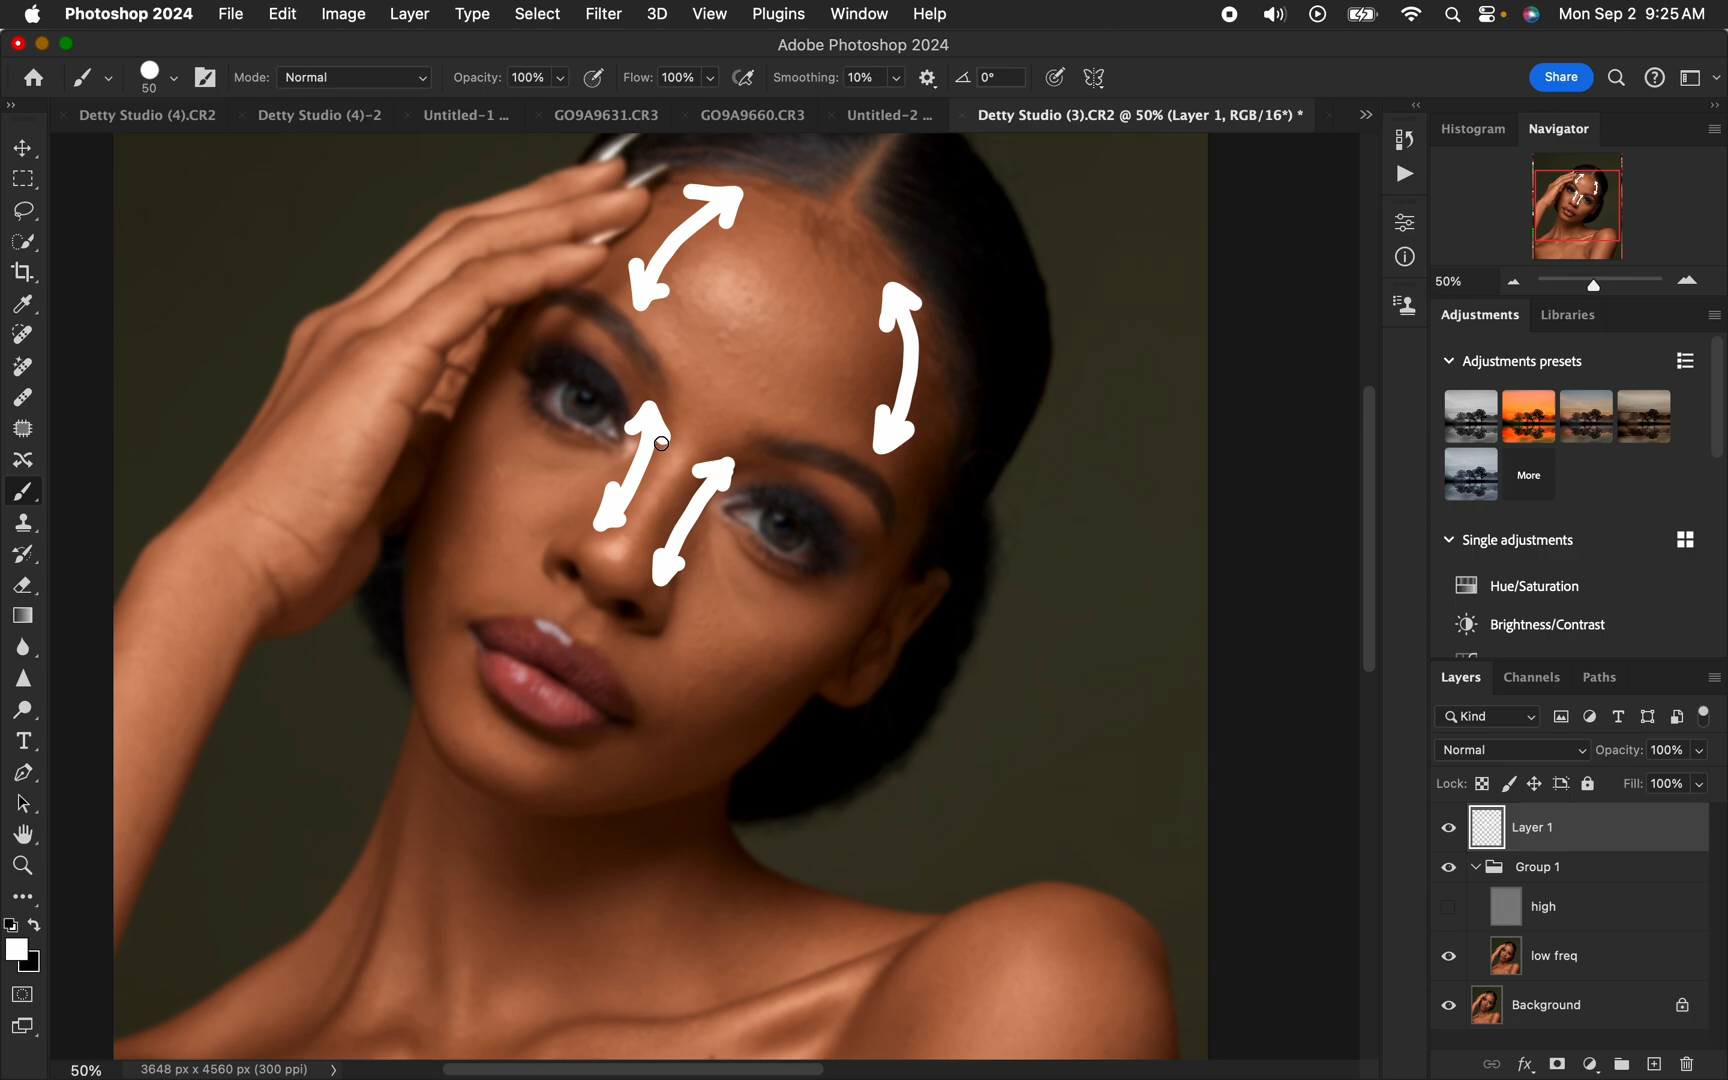 Photoshop 2024 File Edit Image Layer Type Select Filter 3D View Plugins Window Help Mon Sep 2 9:25 AM
Adobe Photoshop 2024
50 Mode: Normal Opacity: 100% Flow: 100% Smoothing: 10% 0° Share
Detty Studio (4).CR2 Detty Studio (4)-2 Untitled-1 ... GO9A9631.CR3 GO9A9660.CR3 Untitled-2 ... Detty Studio (3).CR2 @ 50% (Layer 1, RGB/16*) *
Histogram Navigator
50%
Adjustments Libraries
Adjustments presets
More
Single adjustments
Hue/Saturation
Brightness/Contrast
Layers Channels Paths
Kind
Normal Opacity: 100%
Lock: Fill: 100%
Layer 1
Group 1
high
low freq
Background
50% 3648 px x 4560 px (300 ppi)